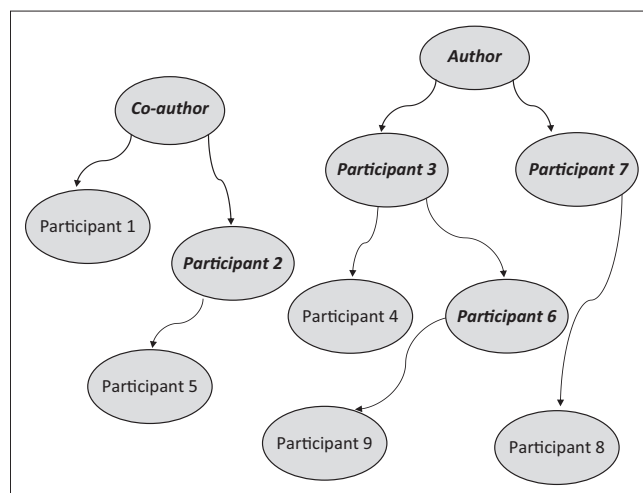 Author
Co-author
Participant 3
Participant 7
Participant 1
Participant 2
Participant 4
Participant 6
Participant 5
Participant 9
Participant 8